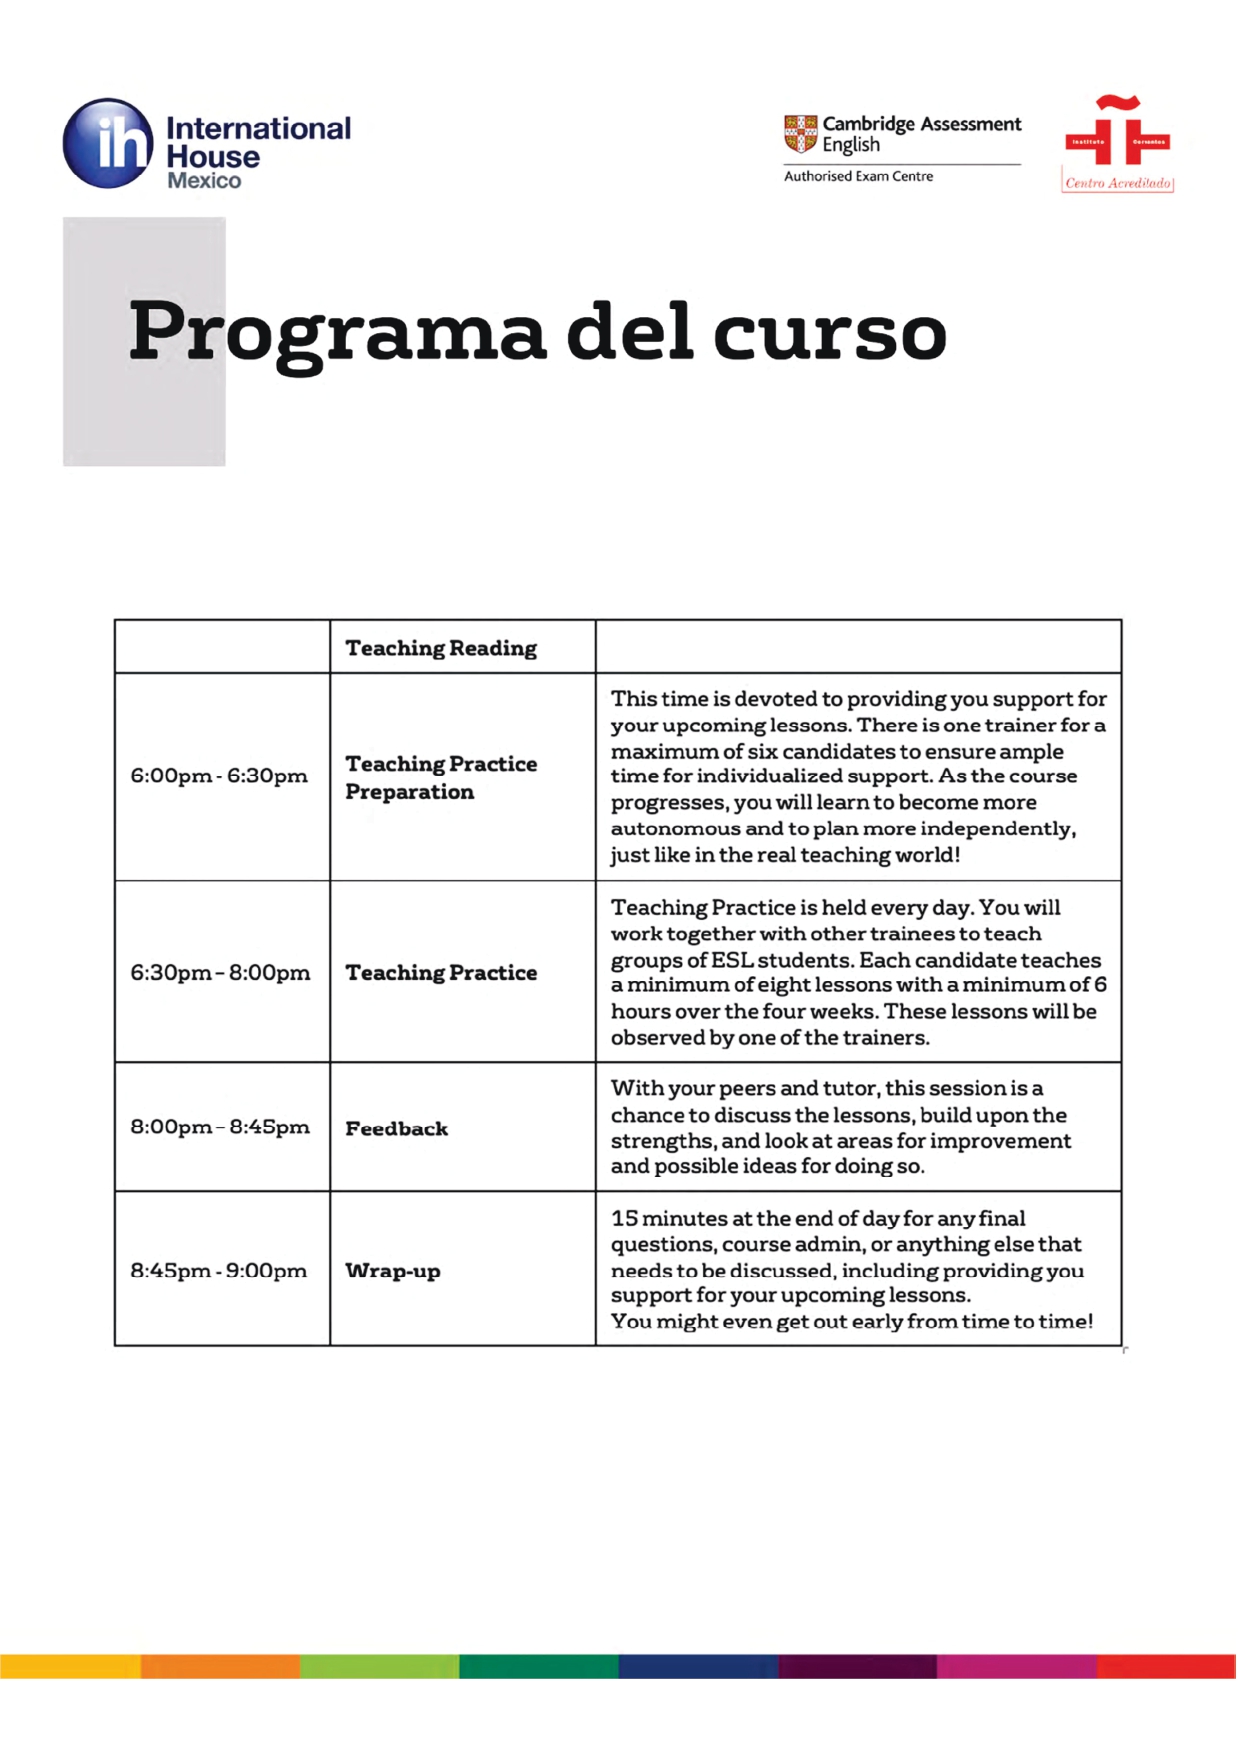 ih International
House
Mexico
Cambridge Assessment
English
Authorised Exam Centre
Instituto Cervantes
Centro Acreditado
Programa del curso
Teaching Reading
6:00pm - 6:30pm
Teaching Practice
Preparation
This time is devoted to providing you support for
your upcoming lessons. There is one trainer for a
maximum of six candidates to ensure ample
time for individualized support. As the course
progresses, you will learn to become more
autonomous and to plan more independently,
just like in the real teaching world!
6:30pm – 8:00pm
Teaching Practice
Teaching Practice is held every day. You will
work together with other trainees to teach
groups of ESL students. Each candidate teaches
a minimum of eight lessons with a minimum of 6
hours over the four weeks. These lessons will be
observed by one of the trainers.
8:00pm – 8:45pm
Feedback
With your peers and tutor, this session is a
chance to discuss the lessons, build upon the
strengths, and look at areas for improvement
and possible ideas for doing so.
8:45pm - 9:00pm
Wrap-up
15 minutes at the end of day for any final
questions, course admin, or anything else that
needs to be discussed, including providing you
support for your upcoming lessons.
You might even get out early from time to time!